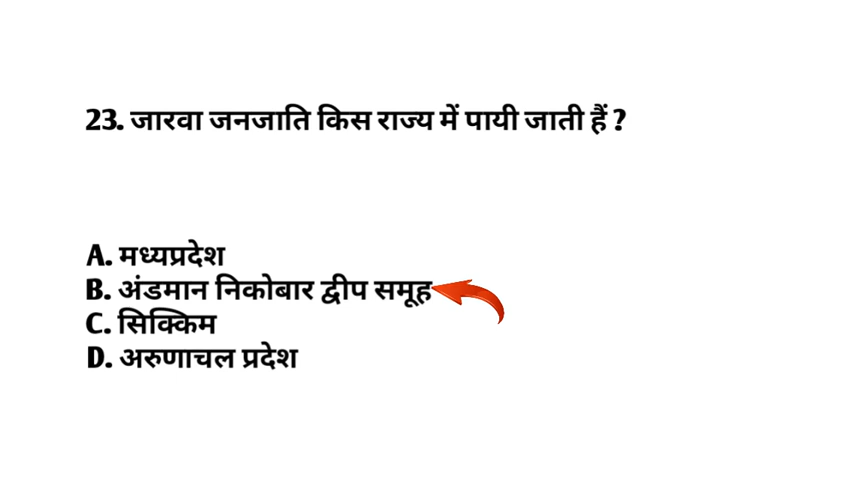 23. जारवा जनजाति किस राज्य में पायी जाती हैं ?
A. मध्यप्रदेश
B. अंडमान निकोबार द्वीप समूह
C. सिक्किम
D. अरुणाचल प्रदेश